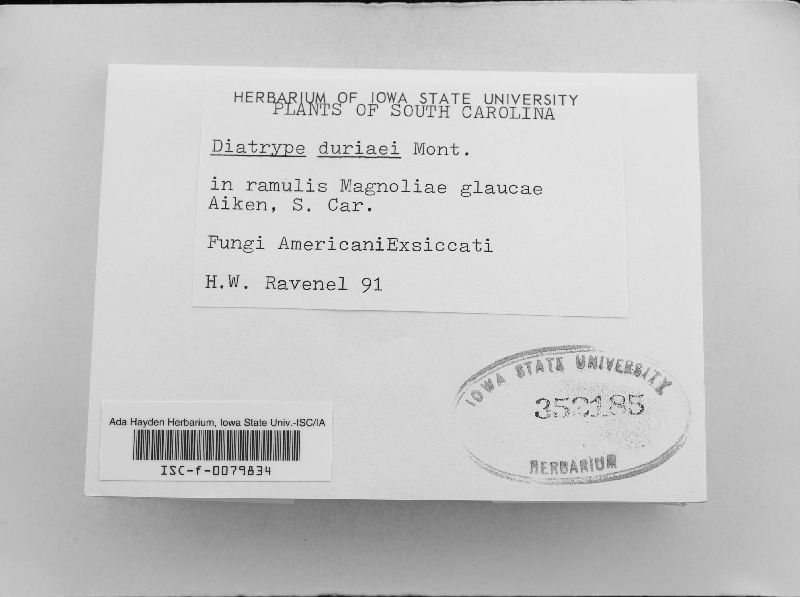 HERBARIUM OF IOWA STATE UNIVERSITY
PLANTS OF SOUTH CAROLINA
Diatrype duriaei Mont.
in ramulis Magnoliae glaucae
Aiken, S. Car.
Fungi AmericaniExsiccati
H.W. Ravenel 91
IOWA STATE UNIVERSITY
352185
HERBARIUM
Ada Hayden Herbarium, Iowa State Univ.-ISC/IA
ISC-f-0079834